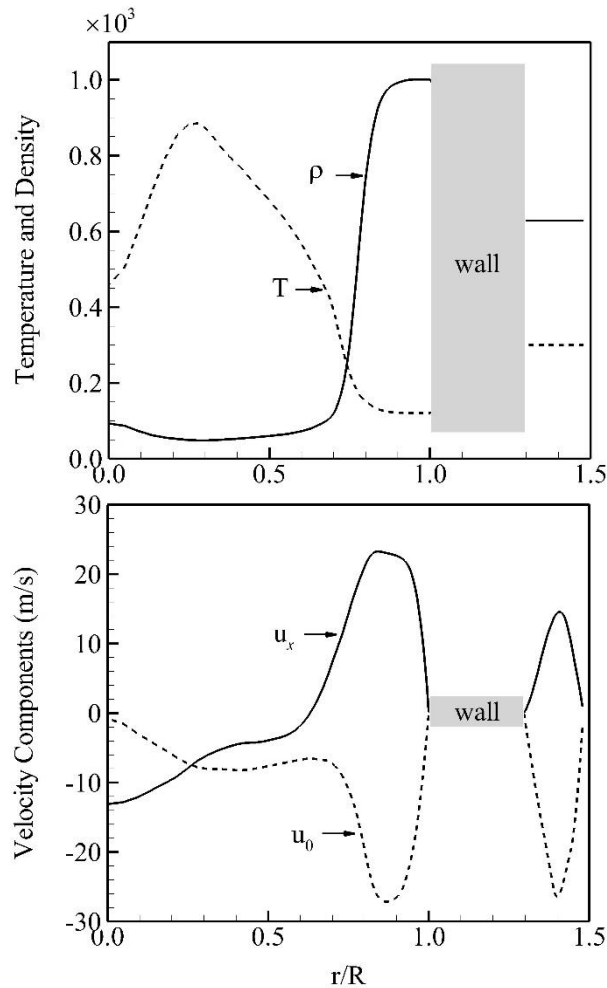 ×10³
1.0
0.8
0.6
0.4
0.2
0.0
Temperature and Density
ρ
T
wall
0.0 0.5 1.0 1.5
30
20
10
0
-10
-20
-30
Velocity Components (m/s)
uₓ
u₀
wall
0.0 0.5 1.0 1.5
r/R